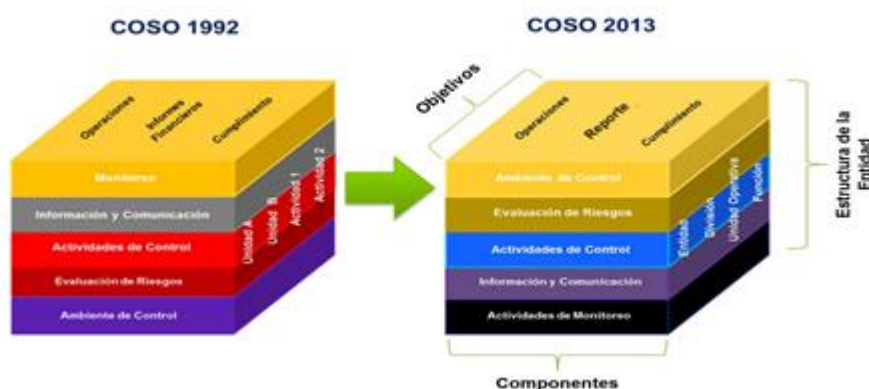 COSO 1992
Operaciones
Informes
Financieros
Cumplimiento
Monitoreo
Información y Comunicación
Actividades de Control
Evaluación de Riesgos
Ambiente de Control
Unidad A
Unidad B
Actividad 1
Actividad 2
COSO 2013
Objetivos
Operaciones
Reporte
Cumplimiento
Ambiente de Control
Evaluación de Riesgos
Actividades de Control
Información y Comunicación
Actividades de Monitoreo
Entidad
División
Unidad Operativa
Función
Estructura de la
Entidad
Componentes